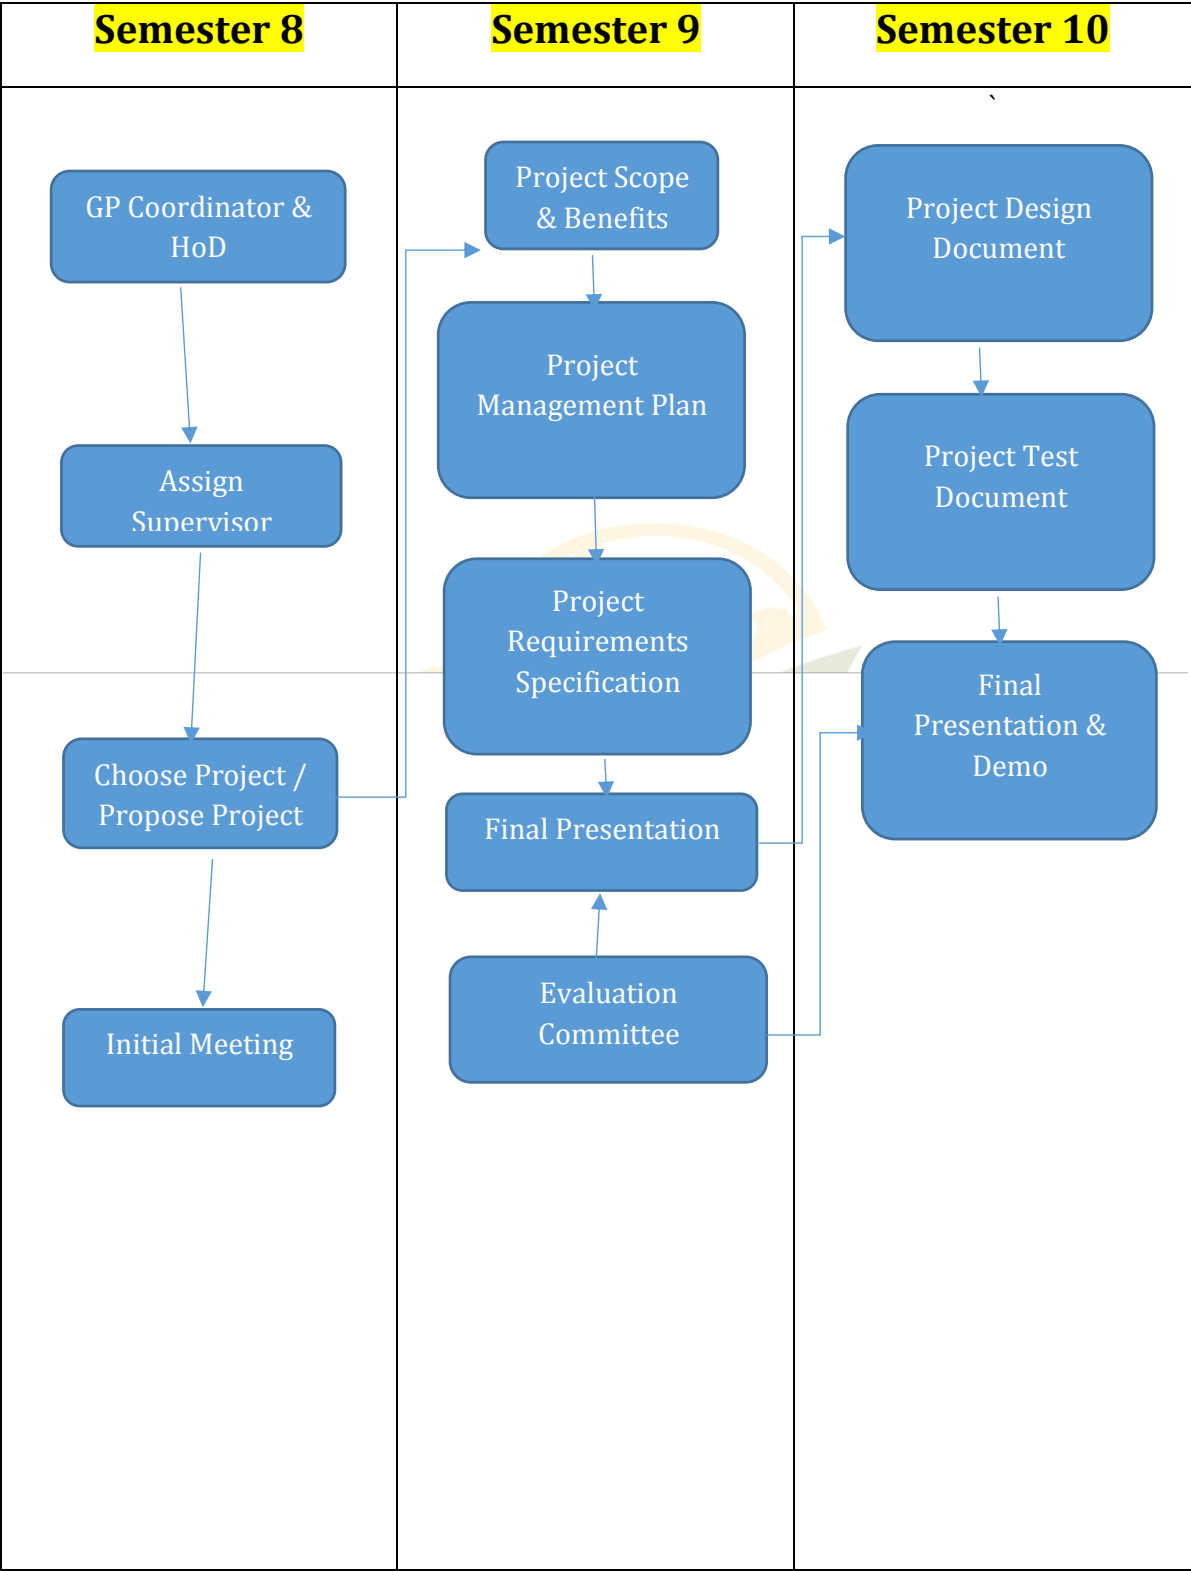 Semester 8
Semester 9
Semester 10
`
GP Coordinator &
HoD
Assign
Supervisor
Choose Project /
Propose Project
Initial Meeting
Project Scope
& Benefits
Project
Management Plan
Project
Requirements
Specification
Final Presentation
Evaluation
Committee
Project Design
Document
Project Test
Document
Final
Presentation &
Demo